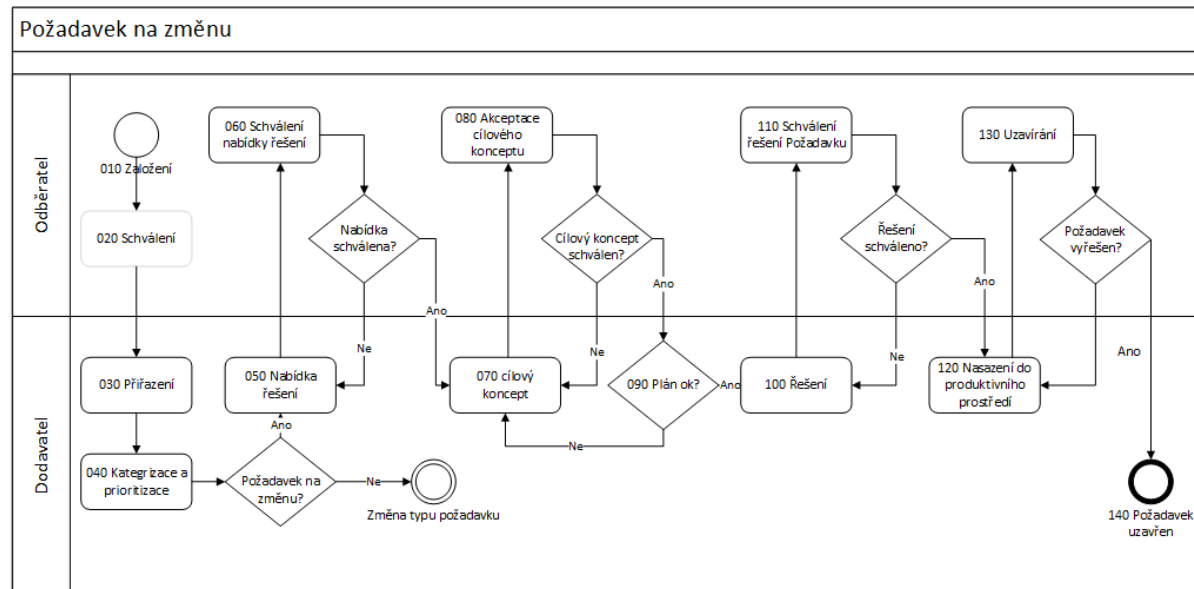 Požadavek na změnu
Odběratel
010 Založení
020 Schválení
060 Schválení
nabídky řešení
Nabídka
schválena?
Ano
Ne
080 Akceptace
cílového
konceptu
Cílový koncept
schválen?
Ano
Ne
110 Schválení
řešení Požadavku
Řešení
schváleno?
Ano
Ne
130 Uzavírání
Požadavek
vyřešen?
Ano
Dodavatel
030 Přiřazení
040 Kategrizace a
prioritizace
050 Nabídka
řešení
Ano
Požadavek na
změnu?
Ne
Změna typu požadavku
070 cílový
koncept
090 Plán ok?
Ano
Ne
100 Řešení
120 Nasazení do
produktivního
prostředí
140 Požadavek
uzavřen